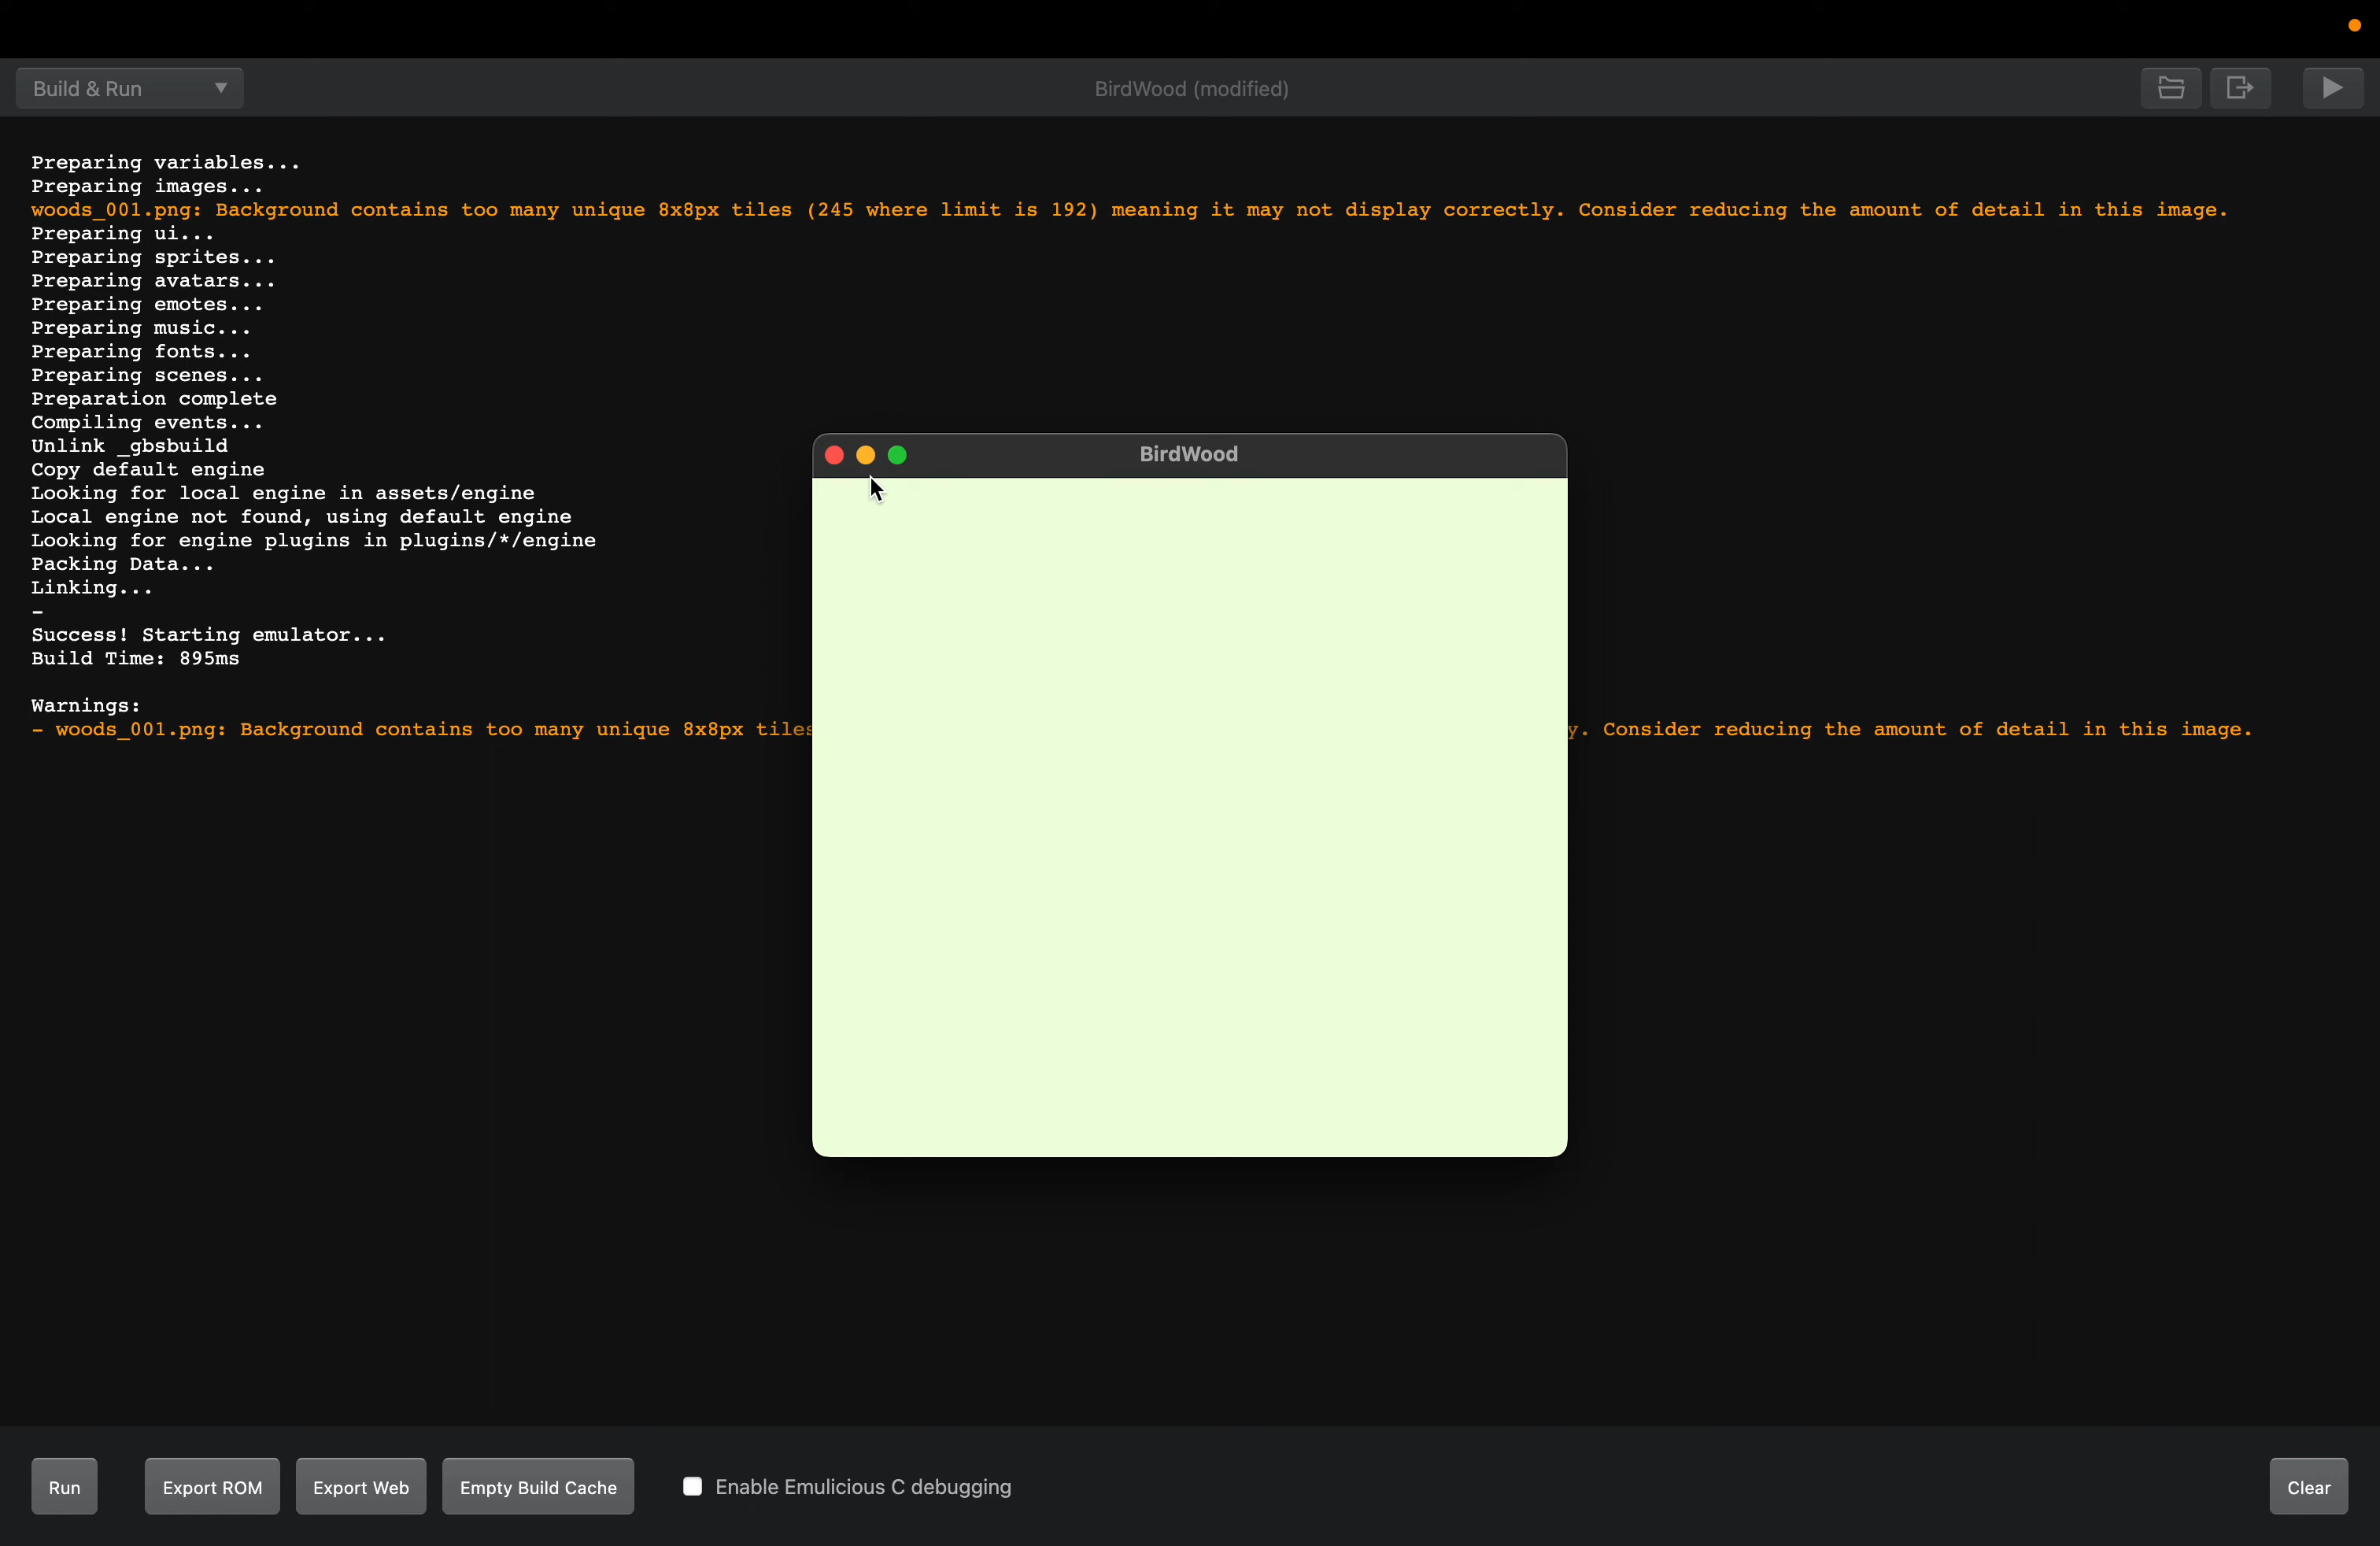 Build & Run
BirdWood (modified)
Preparing variables...
Preparing images...
woods_001.png: Background contains too many unique 8x8px tiles (245 where limit is 192) meaning it may not display correctly. Consider reducing the amount of detail in this image.
Preparing ui...
Preparing sprites...
Preparing avatars...
Preparing emotes...
Preparing music...
Preparing fonts...
Preparing scenes...
Preparation complete
Compiling events...
Unlink _gbsbuild
Copy default engine
Looking for local engine in assets/engine
Local engine not found, using default engine
Looking for engine plugins in plugins/*/engine
Packing Data...
Linking...
-
Success! Starting emulator...
Build Time: 895ms
Warnings:
- woods_001.png: Background contains too many unique 8x8px tiles
y. Consider reducing the amount of detail in this image.
BirdWood
Run
Export ROM
Export Web
Empty Build Cache
Enable Emulicious C debugging
Clear